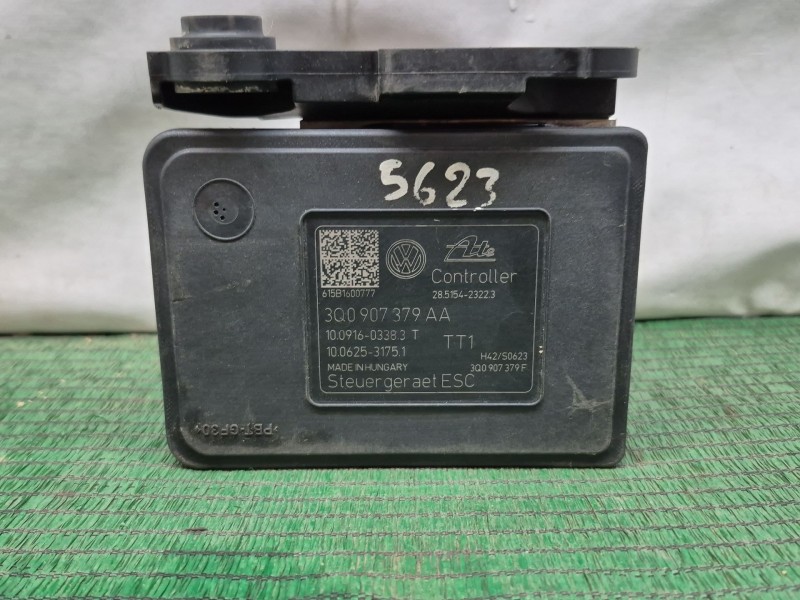 5623
Ate
Controller
28.5154-2322.3
615B1600777
3Q0 907 379 AA
10.0916-0338.3 T
10.0625-3175.1
TT1
H42/S0623
MADE IN HUNGARY
3Q0 907 379 F
Steuergeraet ESC
>PBT-GF30<